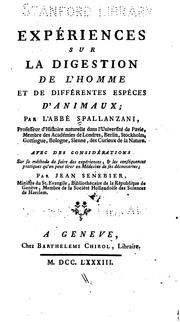 STANFORD LIBRARY
EXPÉRIENCES
SUR
LA DIGESTION
DE L'HOMME
ET DE DIFFÉRENTES ESPÈCES
D'ANIMAUX;
PAR L'ABBÉ SPALLANZANI,
Professeur d'Histoire naturelle dans l'Université de Pavie,
Membre des Académies de Londres, Berlin, Stockholm,
Gottingue, Bologne, Sienne, des Curieux de la Nature.
AVEC DES CONSIDÉRATIONS
Sur sa méthode de faire des expériences, & les conséquences
pratiques qu'on peut tirer en Médecine de ses découvertes;
PAR JEAN SENEBIER,
Ministre du St. Evangile, Bibliothécaire de la République de
Genève, Membre de la Société Hollandoise des Sciences
de Haarlem.
A GENEVE,
Chez BARTHELEMI CHIROL, Libraire.
M. DCC. LXXXIII.